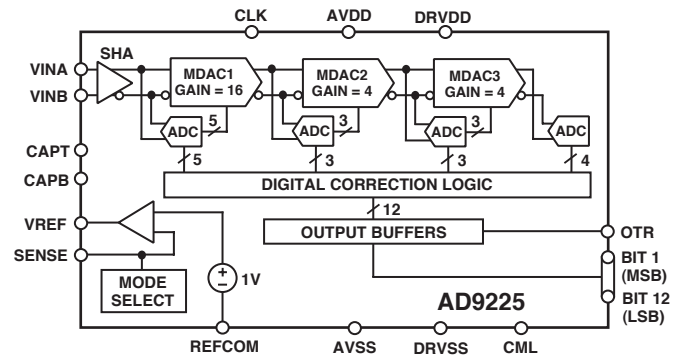 CLK AVDD DRVDD
SHA
VINA
VINB
MDAC1
GAIN = 16
MDAC2
GAIN = 4
MDAC3
GAIN = 4
ADC
5
ADC
3
ADC
3
ADC
5
3
3
4
CAPT
CAPB
DIGITAL CORRECTION LOGIC
12
VREF
OUTPUT BUFFERS
OTR
SENSE
BIT 1
(MSB)
MODE
SELECT
+
–
1V
AD9225
BIT 12
(LSB)
REFCOM AVSS DRVSS CML